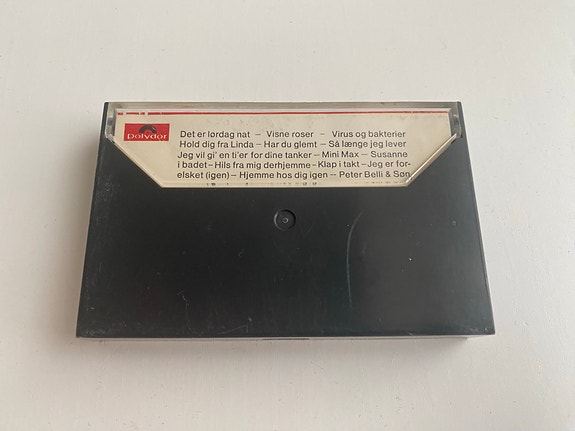 Polydor
Det er lørdag nat – Visne roser – Virus og bakterier
Hold dig fra Linda – Har du glemt – Så længe jeg lever
Jeg vil gi' en ti'er for dine tanker – Mini Max – Susanne
i badet – Hils fra mig derhjemme – Klap i takt – Jeg er for-
elsket (igen) – Hjemme hos dig igen – Peter Belli & Søn